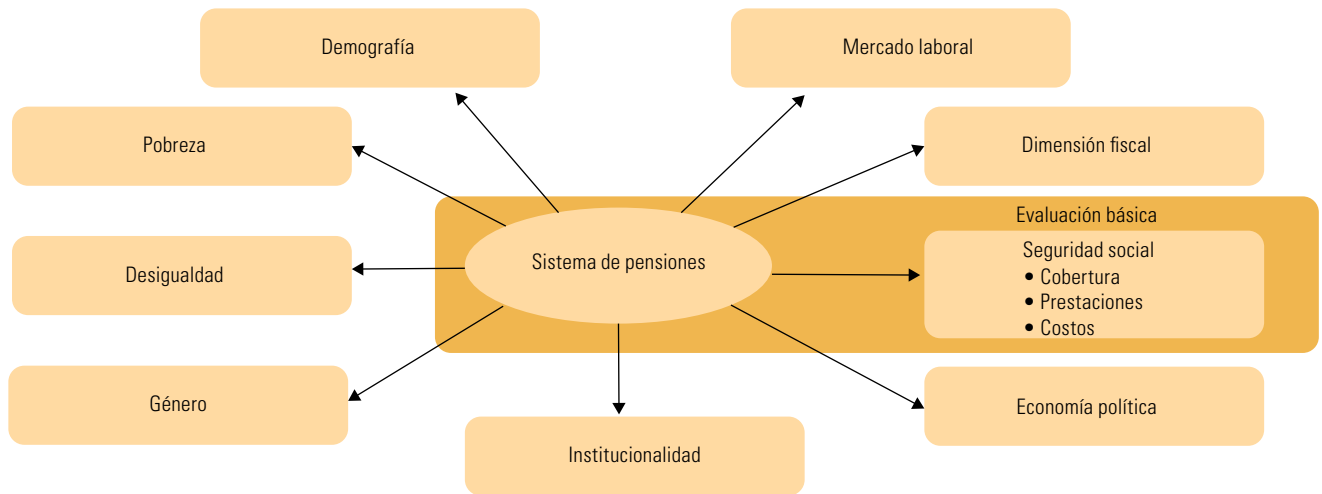 Demografía
Mercado laboral
Pobreza
Dimensión fiscal
Evaluación básica
Sistema de pensiones
Seguridad social
• Cobertura
• Prestaciones
• Costos
Desigualdad
Género
Economía política
Institucionalidad